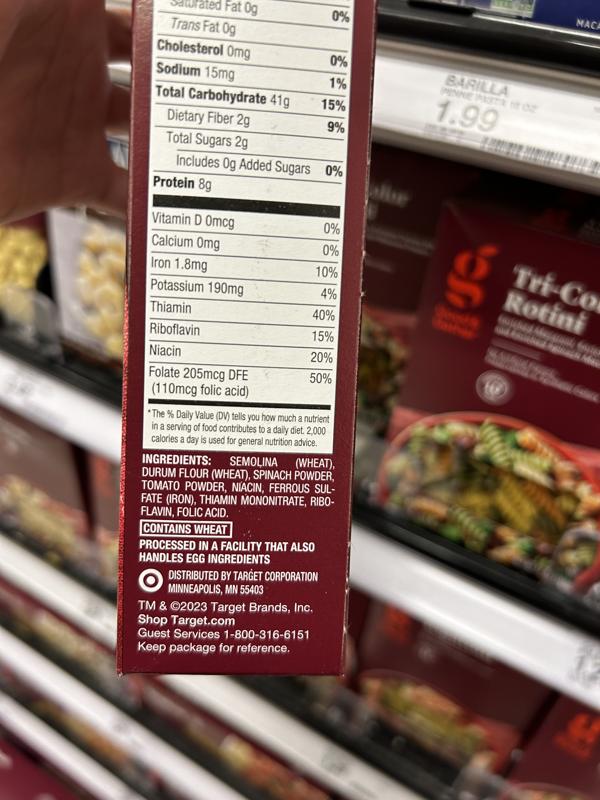 Saturated Fat 0g 0%
Trans Fat 0g
Cholesterol 0mg 0%
Sodium 15mg 1%
Total Carbohydrate 41g 15%
Dietary Fiber 2g 9%
Total Sugars 2g
Includes 0g Added Sugars 0%
Protein 8g
Vitamin D 0mcg 0%
Calcium 0mg 0%
Iron 1.8mg 10%
Potassium 190mg 4%
Thiamin 40%
Riboflavin 15%
Niacin 20%
Folate 205mcg DFE 50%
(110mcg folic acid)
*The % Daily Value (DV) tells you how much a nutrient
in a serving of food contributes to a daily diet. 2,000
calories a day is used for general nutrition advice.
INGREDIENTS: SEMOLINA (WHEAT),
DURUM FLOUR (WHEAT), SPINACH POWDER,
TOMATO POWDER, NIACIN, FERROUS SUL-
FATE (IRON), THIAMIN MONONITRATE, RIBO-
FLAVIN, FOLIC ACID.
CONTAINS WHEAT
PROCESSED IN A FACILITY THAT ALSO
HANDLES EGG INGREDIENTS
DISTRIBUTED BY TARGET CORPORATION
MINNEAPOLIS, MN 55403
TM & ©2023 Target Brands, Inc.
Shop Target.com
Guest Services 1-800-316-6151
Keep package for reference.
MACA
BARILLA
PENNE PASTA 16 OZ
1.99
g
Tri-Co
Rotini